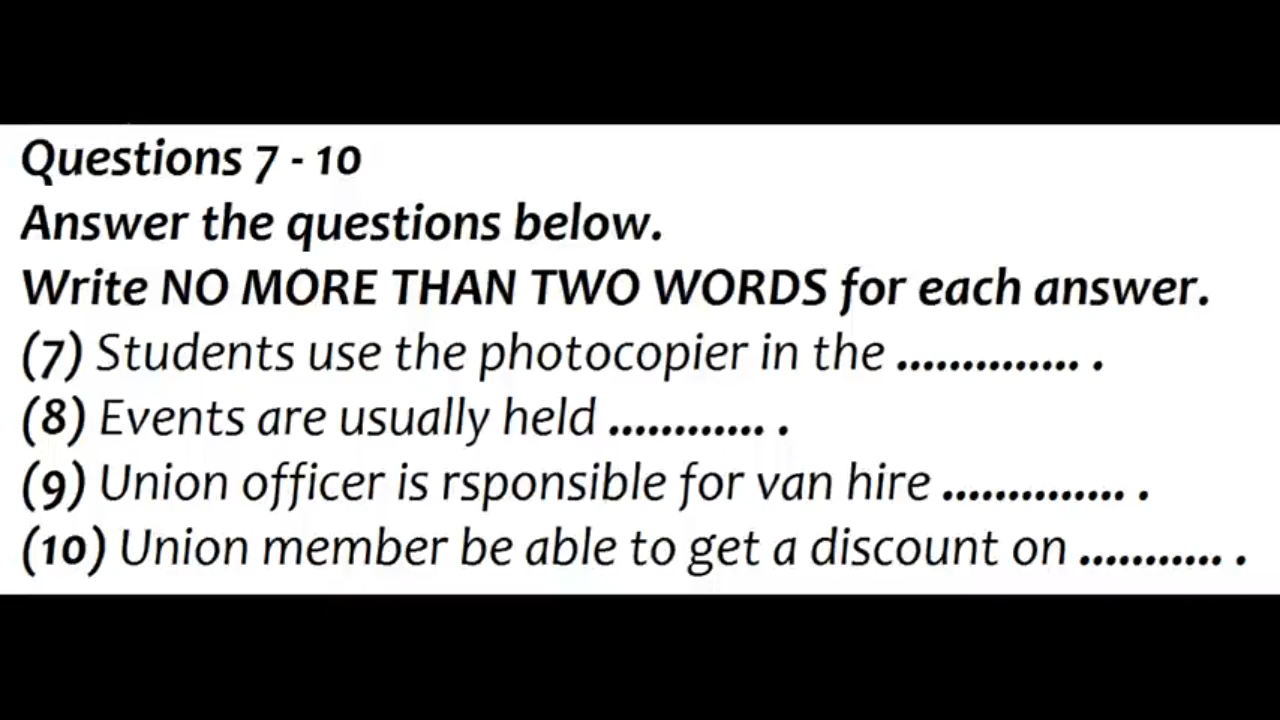 Questions 7 - 10
Answer the questions below.
Write NO MORE THAN TWO WORDS for each answer.
(7) Students use the photocopier in the .............. .
(8) Events are usually held ............ .
(9) Union officer is rsponsible for van hire .............. .
(10) Union member be able to get a discount on ........... .